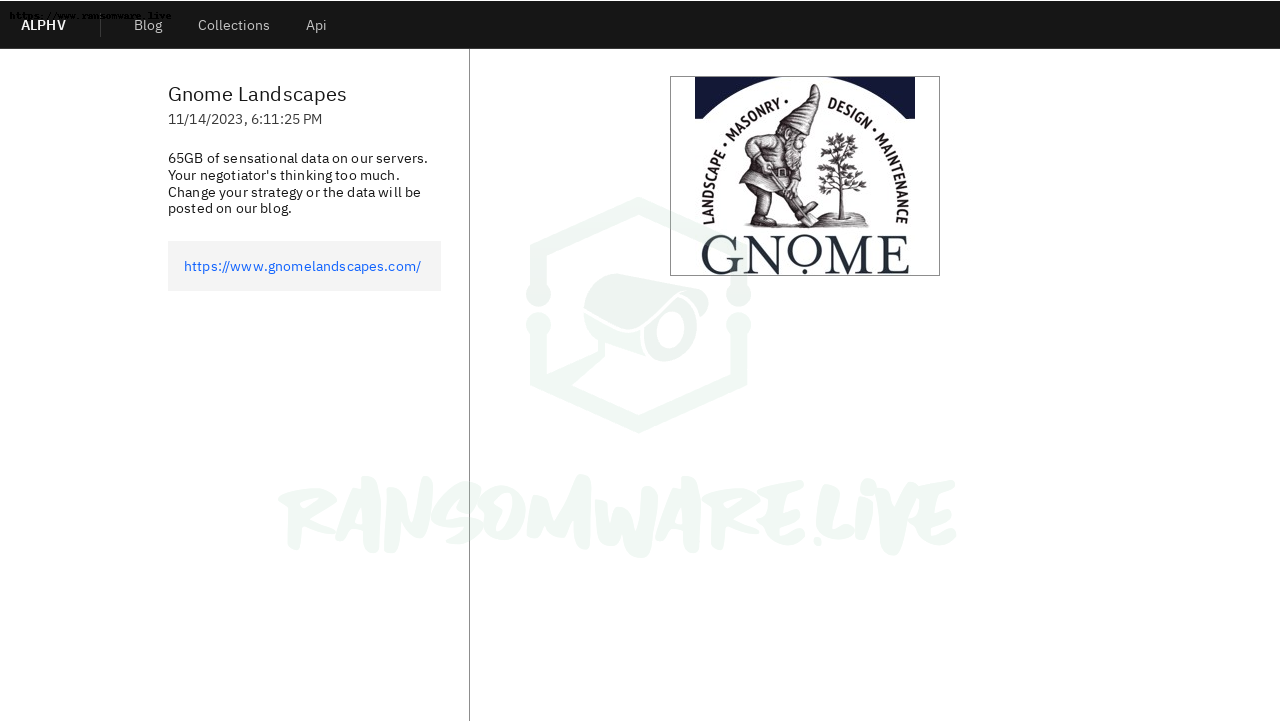 https://www.ransomware.live
ALPHV
Blog
Collections
Api
Gnome Landscapes
11/14/2023, 6:11:25 PM
65GB of sensational data on our servers.
Your negotiator's thinking too much.
Change your strategy or the data will be
posted on our blog.
https://www.gnomelandscapes.com/
LANDSCAPE • MASONRY • DESIGN • MAINTENANCE
GNOME
RANSOMWARE.LIVE